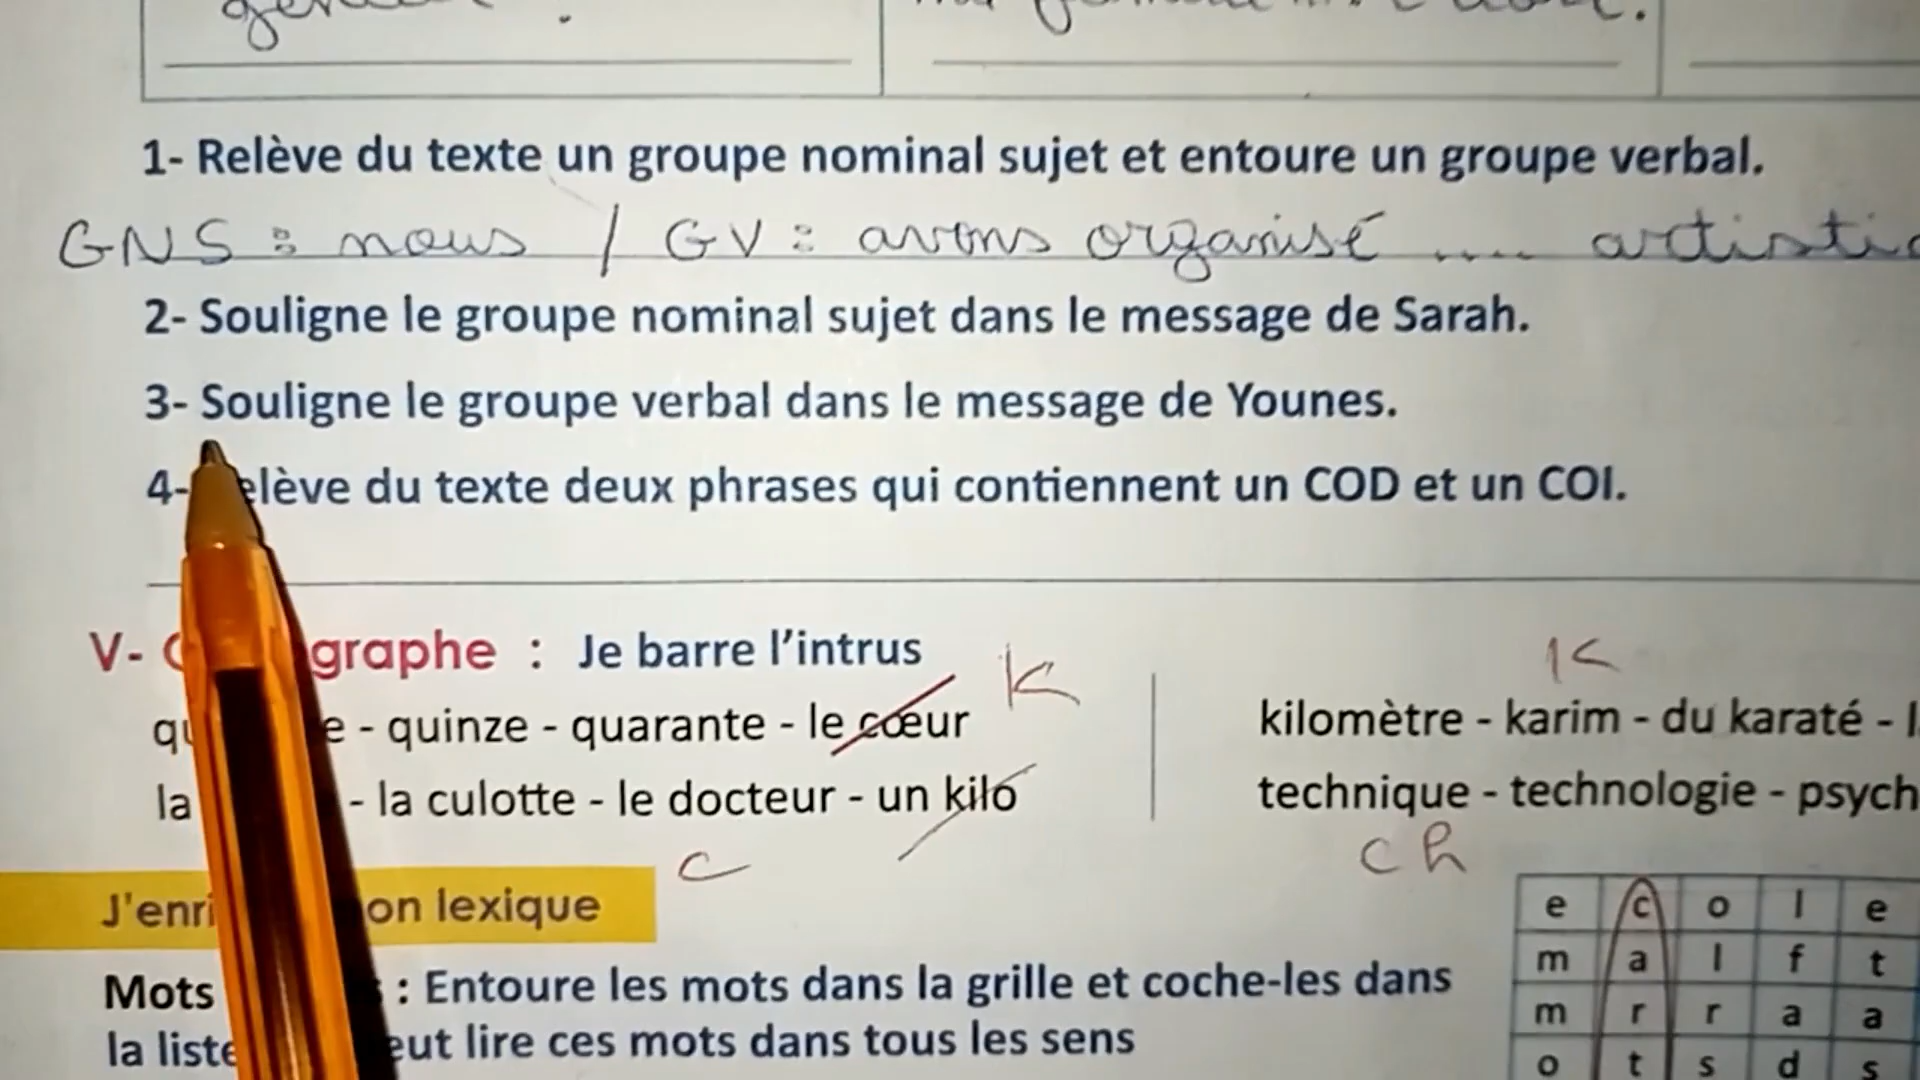 1- Relève du texte un groupe nominal sujet et entoure un groupe verbal.
GNS : nous / GV : avons organisé .... artisti
2- Souligne le groupe nominal sujet dans le message de Sarah.
3- Souligne le groupe verbal dans le message de Younes.
4- elève du texte deux phrases qui contiennent un COD et un COI.
V- graphe : Je barre l'intrus
K
K
e - quinze - quarante - le cœur
kilomètre - karim - du karaté - l
la - la culotte - le docteur - un kilo
technique - technologie - psych
c
ch
J'enri on lexique
e c o l e
Mots : Entoure les mots dans la grille et coche-les dans
m a l f t
la liste eut lire ces mots dans tous les sens
m r r a a
o t s d s